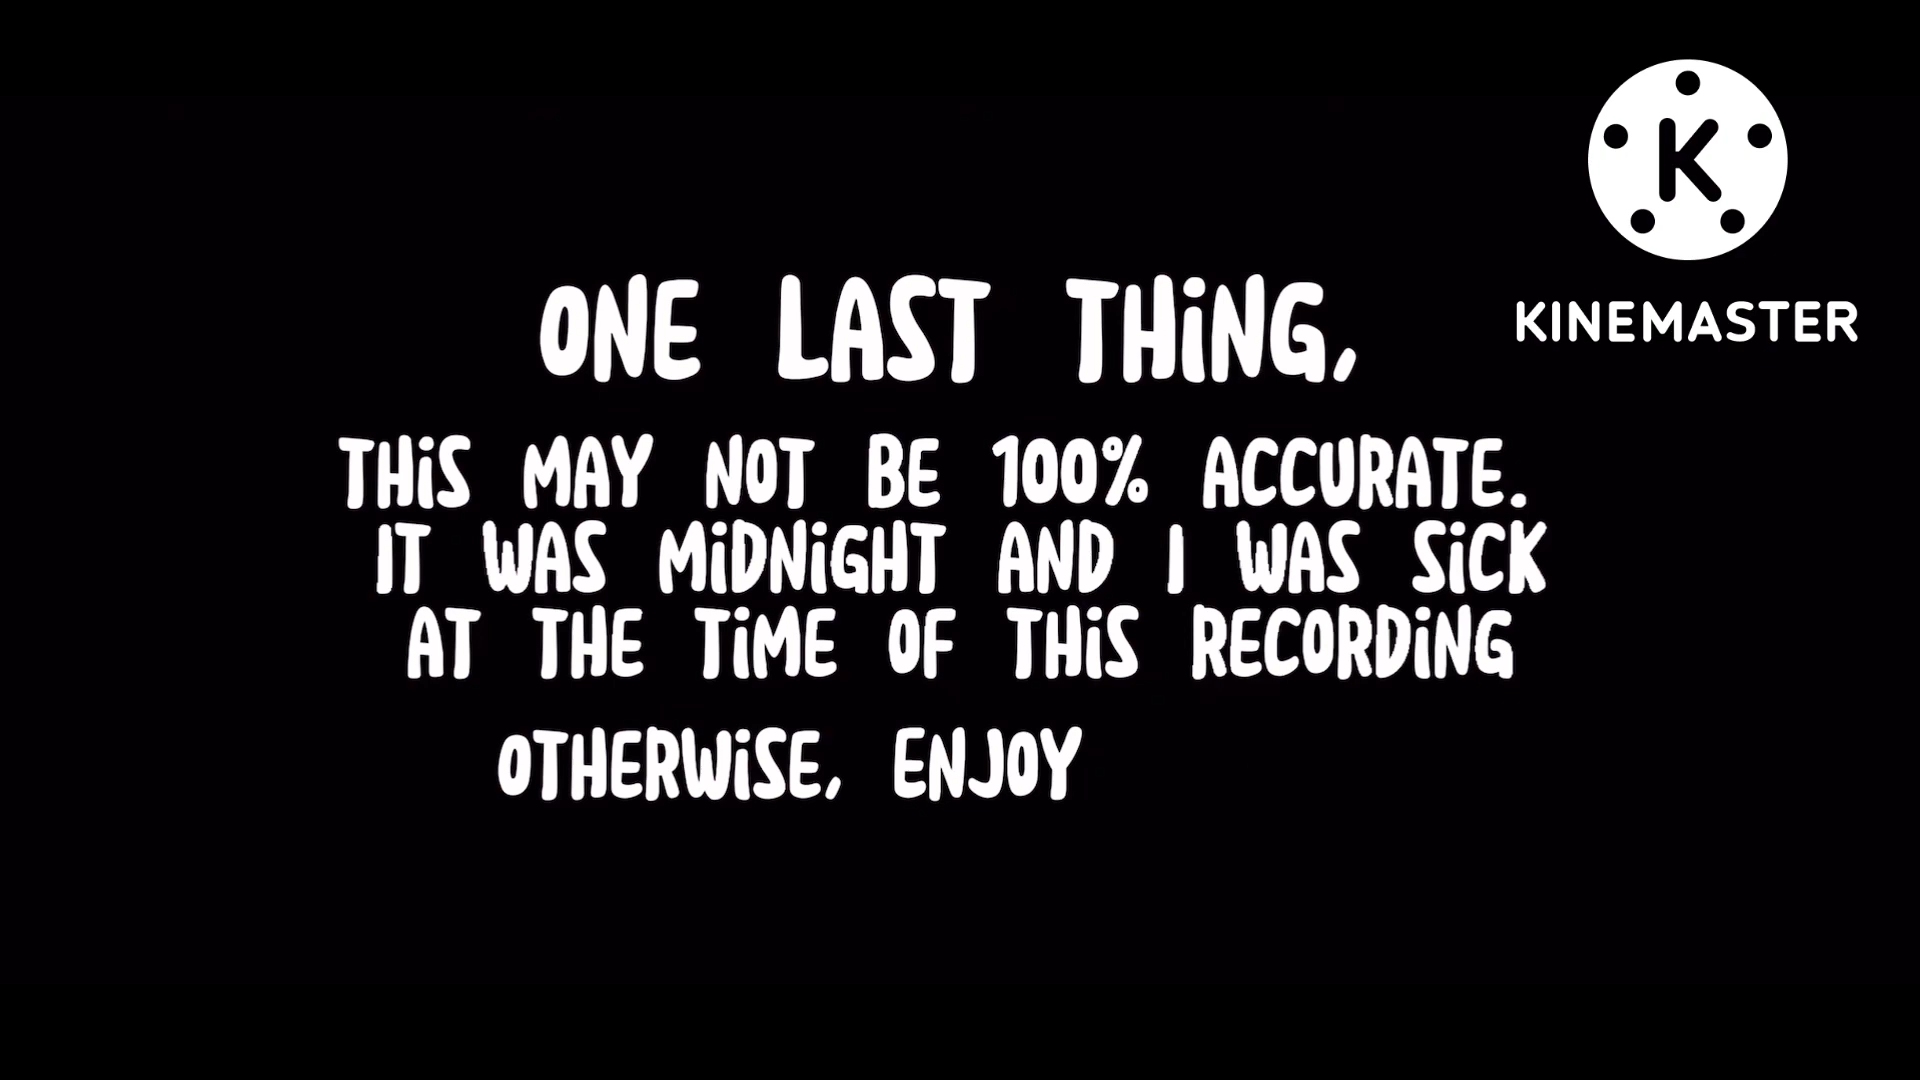 K
KINEMASTER
ONE LAST THING,
THIS MAY NOT BE 100% ACCURATE.
IT WAS MIDNIGHT AND I WAS SICK
AT THE TIME OF THIS RECORDING
OTHERWISE, ENJOY